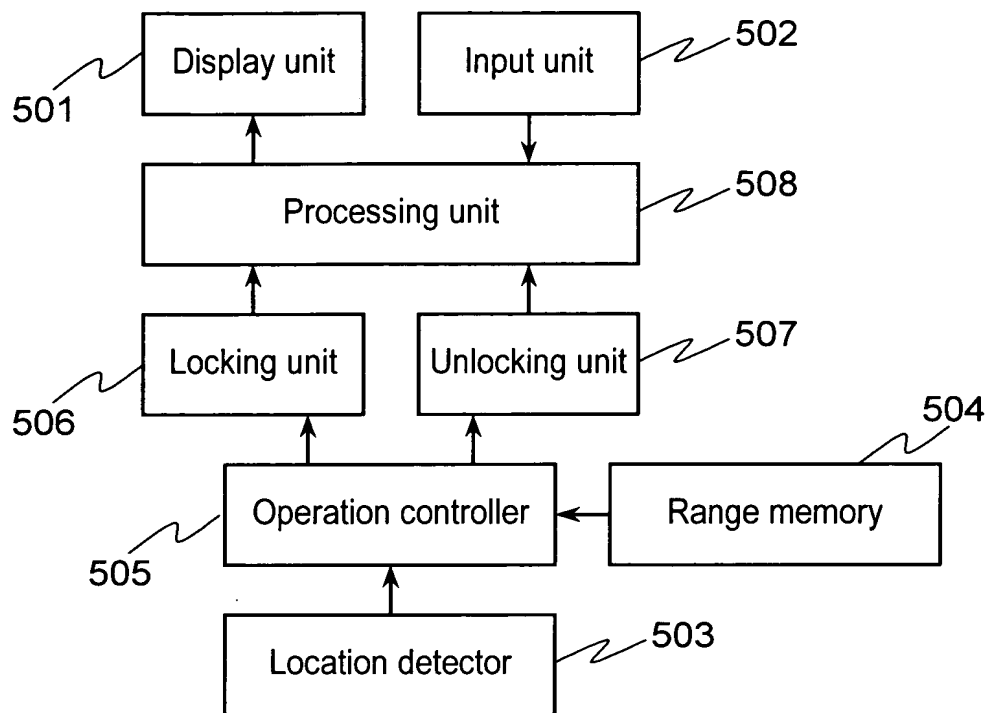 Display unit
Input unit
502
501
Processing unit
508
Locking unit
Unlocking unit
507
506
504
Operation controller
Range memory
505
Location detector
503